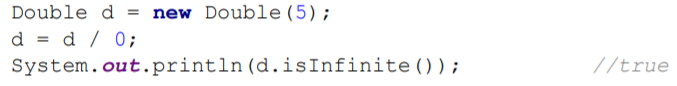 Double d = new Double(5);
d = d / 0;
System.out.println(d.isInfinite()); //true